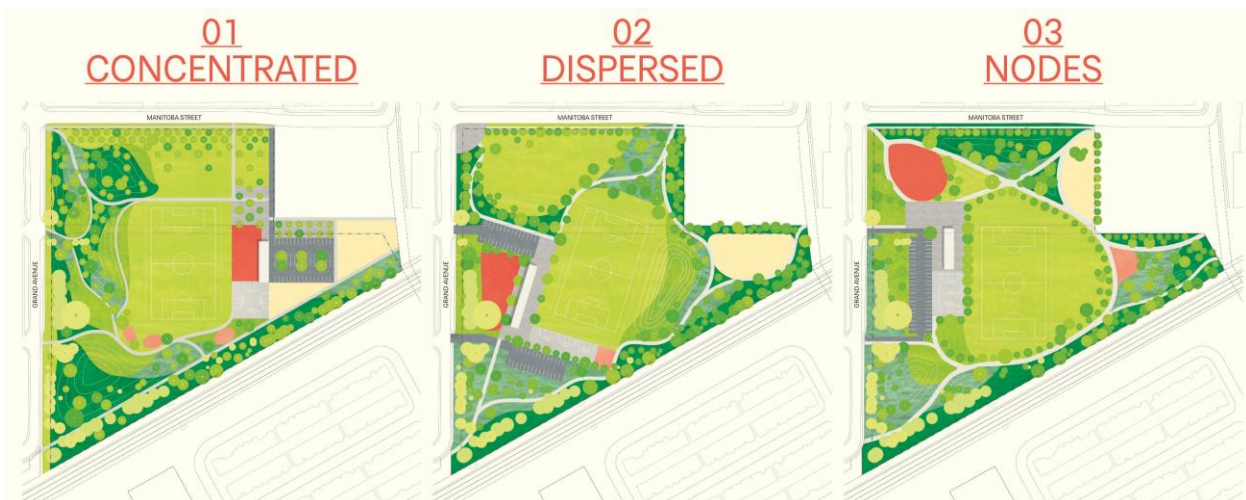 01
CONCENTRATED
MANITOBA STREET
GRAND AVENUE
02
DISPERSED
MANITOBA STREET
GRAND AVENUE
03
NODES
MANITOBA STREET
GRAND AVENUE